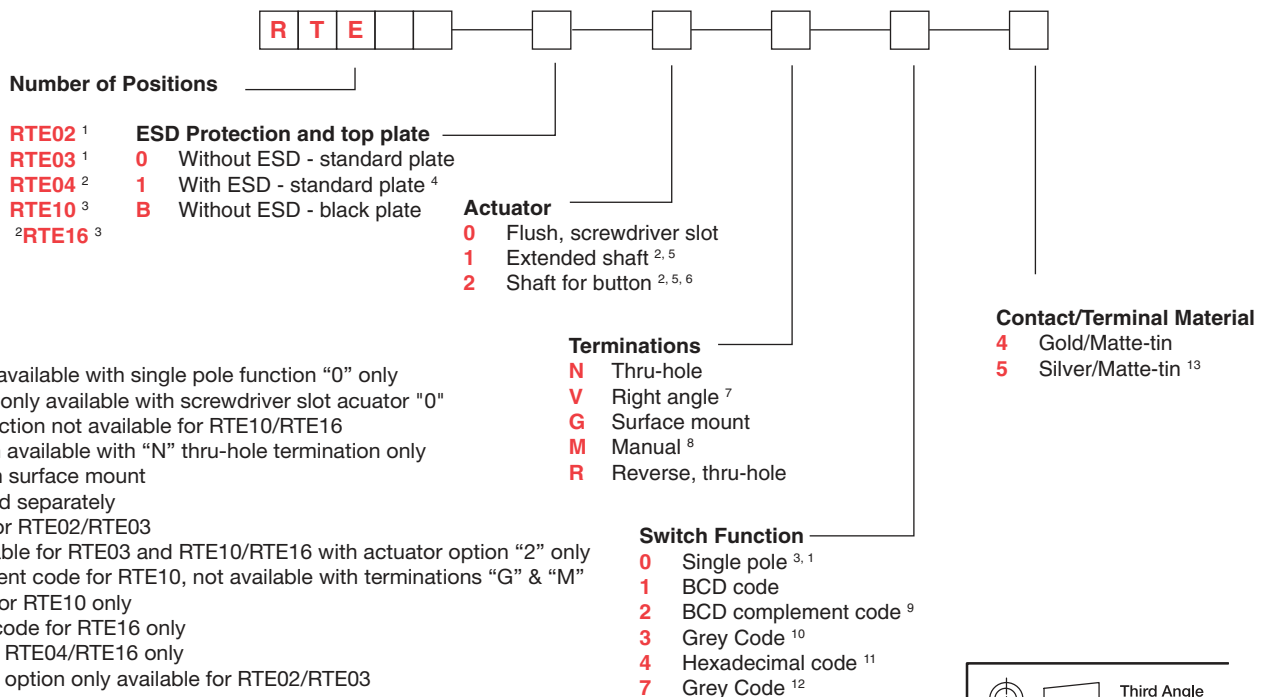 R T E
Number of Positions
RTE02 1
RTE03 1
RTE04 2
RTE10 3
2RTE16 3
ESD Protection and top plate
0 Without ESD - standard plate
1 With ESD - standard plate 4
B Without ESD - black plate
Actuator
0 Flush, screwdriver slot
1 Extended shaft 2, 5
2 Shaft for button 2, 5, 6
Terminations
N Thru-hole
V Right angle 7
G Surface mount
M Manual 8
R Reverse, thru-hole
Switch Function
0 Single pole 3, 1
1 BCD code
2 BCD complement code 9
3 Grey Code 10
4 Hexadecimal code 11
7 Grey Code 12
Contact/Terminal Material
4 Gold/Matte-tin
5 Silver/Matte-tin 13
available with single pole function “0” only
only available with screwdriver slot acuator "0"
ction not available for RTE10/RTE16
available with “N” thru-hole termination only
surface mount
d separately
or RTE02/RTE03
ble for RTE03 and RTE10/RTE16 with actuator option “2” only
ent code for RTE10, not available with terminations “G” & “M”
or RTE10 only
code for RTE16 only
RTE04/RTE16 only
option only available for RTE02/RTE03
Third Angle